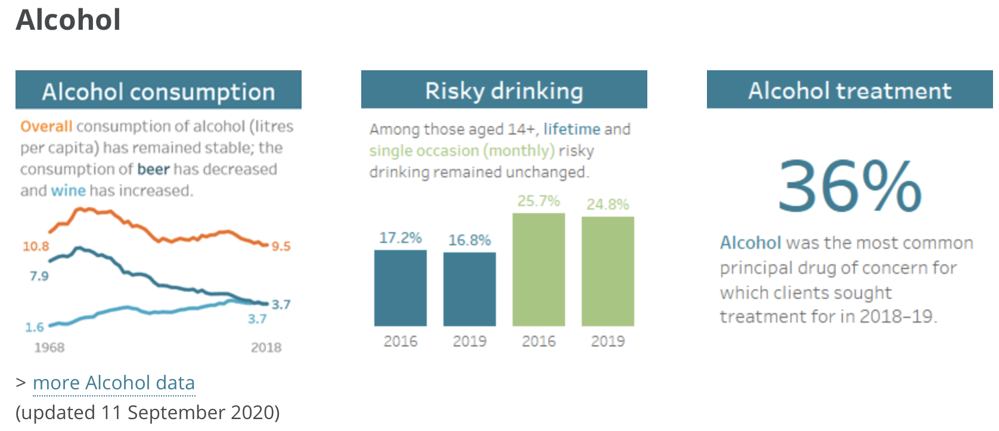 Alcohol
Alcohol consumption
Overall consumption of alcohol (litres
per capita) has remained stable; the
consumption of beer has decreased
and wine has increased.
10.8
9.5
7.9
3.7
1.6
3.7
1968
2018
Risky drinking
Among those aged 14+, lifetime and
single occasion (monthly) risky
drinking remained unchanged.
17.2%
16.8%
25.7%
24.8%
2016
2019
2016
2019
Alcohol treatment
36%
Alcohol was the most common
principal drug of concern for
which clients sought
treatment for in 2018–19.
> more Alcohol data
(updated 11 September 2020)